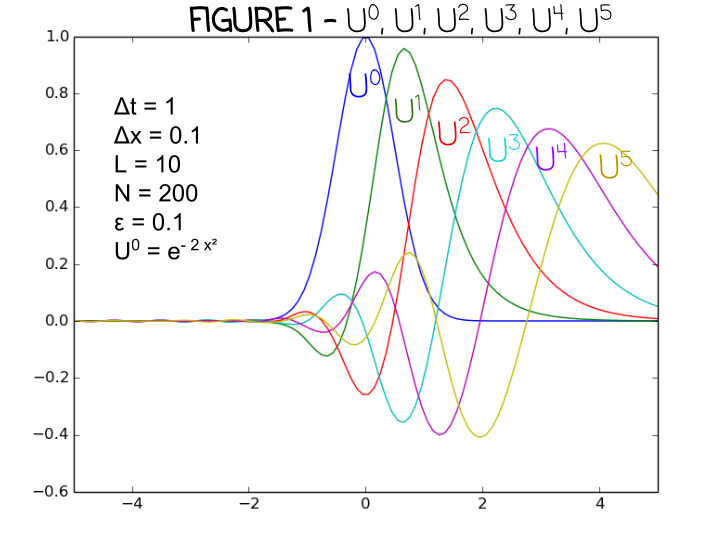 FIGURE 1 - U⁰, U¹, U², U³, U⁴, U⁵
1.0
0.8
0.6
0.4
0.2
0.0
−0.2
−0.4
−0.6
Δt = 1
Δx = 0.1
L = 10
N = 200
ε = 0.1
U⁰ = e⁻ ² ˣ²
U⁰
U¹
U²
U³
U⁴
U⁵
−4 −2 0 2 4